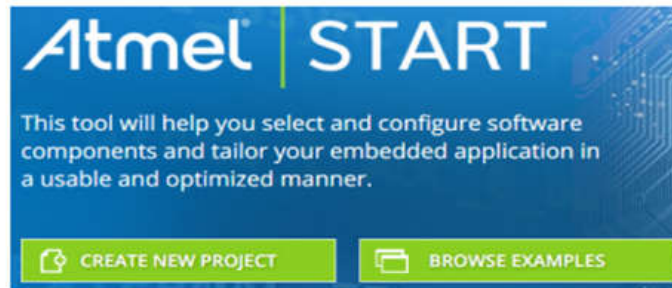 Atmel START
This tool will help you select and configure software
components and tailor your embedded application in
a usable and optimized manner.
CREATE NEW PROJECT
BROWSE EXAMPLES